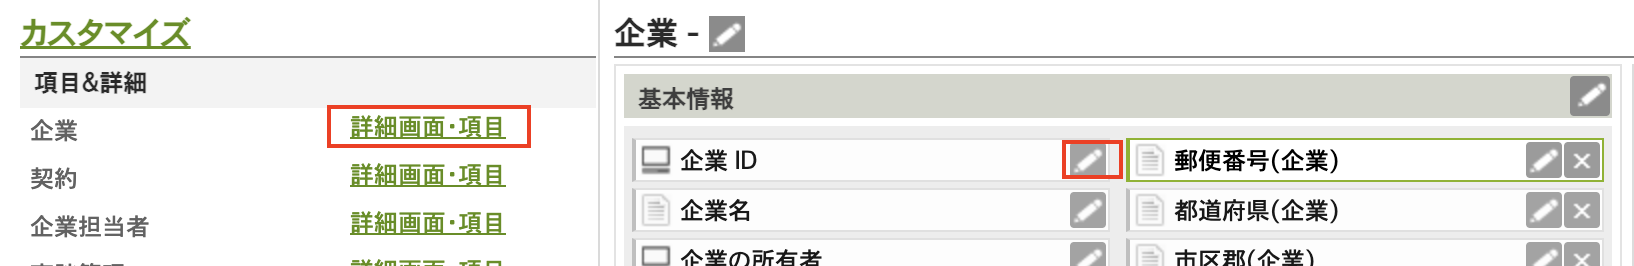 カスタマイズ
項目&詳細
企業 詳細画面・項目
契約 詳細画面・項目
企業担当者 詳細画面・項目
企業 -
基本情報
企業 ID 郵便番号(企業)
企業名 都道府県(企業)
企業の所有者 市区郡(企業)